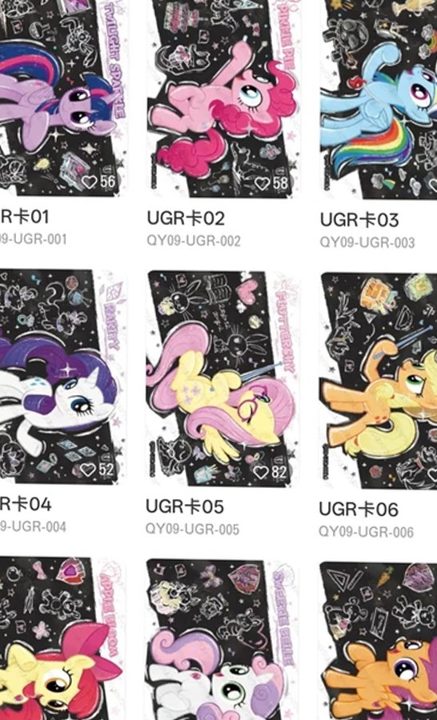 TWILIGHT SPARKLE
PINKIE PIE
56
58
R卡01
UGR卡02
UGR卡03
09-UGR-001
QY09-UGR-002
QY09-UGR-003
RARITY
FLUTTERSHY
52
82
R卡04
UGR卡05
UGR卡06
9-UGR-004
QY09-UGR-005
QY09-UGR-006
APPLE BLOOM
SWEETIE BELLE